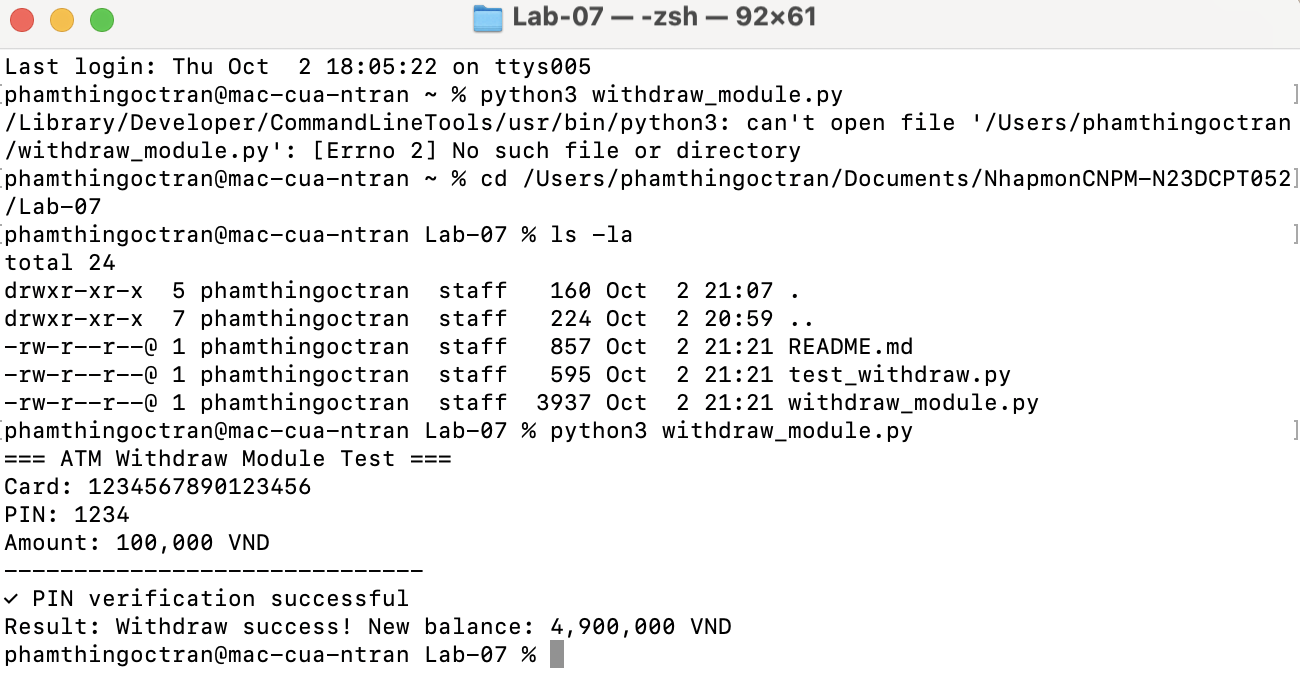 Lab-07 — -zsh — 92×61
Last login: Thu Oct  2 18:05:22 on ttys005
phamthingoctran@mac-cua-ntran ~ % python3 withdraw_module.py
/Library/Developer/CommandLineTools/usr/bin/python3: can't open file '/Users/phamthingoctran
/withdraw_module.py': [Errno 2] No such file or directory
phamthingoctran@mac-cua-ntran ~ % cd /Users/phamthingoctran/Documents/NhapmonCNPM-N23DCPT052
/Lab-07
phamthingoctran@mac-cua-ntran Lab-07 % ls -la
total 24
drwxr-xr-x  5 phamthingoctran  staff   160 Oct  2 21:07 .
drwxr-xr-x  7 phamthingoctran  staff   224 Oct  2 20:59 ..
-rw-r--r--@ 1 phamthingoctran  staff   857 Oct  2 21:21 README.md
-rw-r--r--@ 1 phamthingoctran  staff   595 Oct  2 21:21 test_withdraw.py
-rw-r--r--@ 1 phamthingoctran  staff  3937 Oct  2 21:21 withdraw_module.py
phamthingoctran@mac-cua-ntran Lab-07 % python3 withdraw_module.py
=== ATM Withdraw Module Test ===
Card: 1234567890123456
PIN: 1234
Amount: 100,000 VND
------------------------------
✓ PIN verification successful
Result: Withdraw success! New balance: 4,900,000 VND
phamthingoctran@mac-cua-ntran Lab-07 %